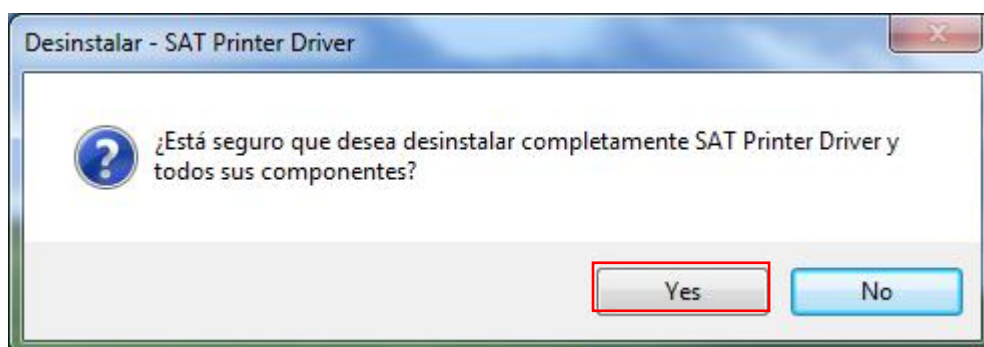 Desinstalar - SAT Printer Driver
¿Está seguro que desea desinstalar completamente SAT Printer Driver y
todos sus componentes?
Yes
No